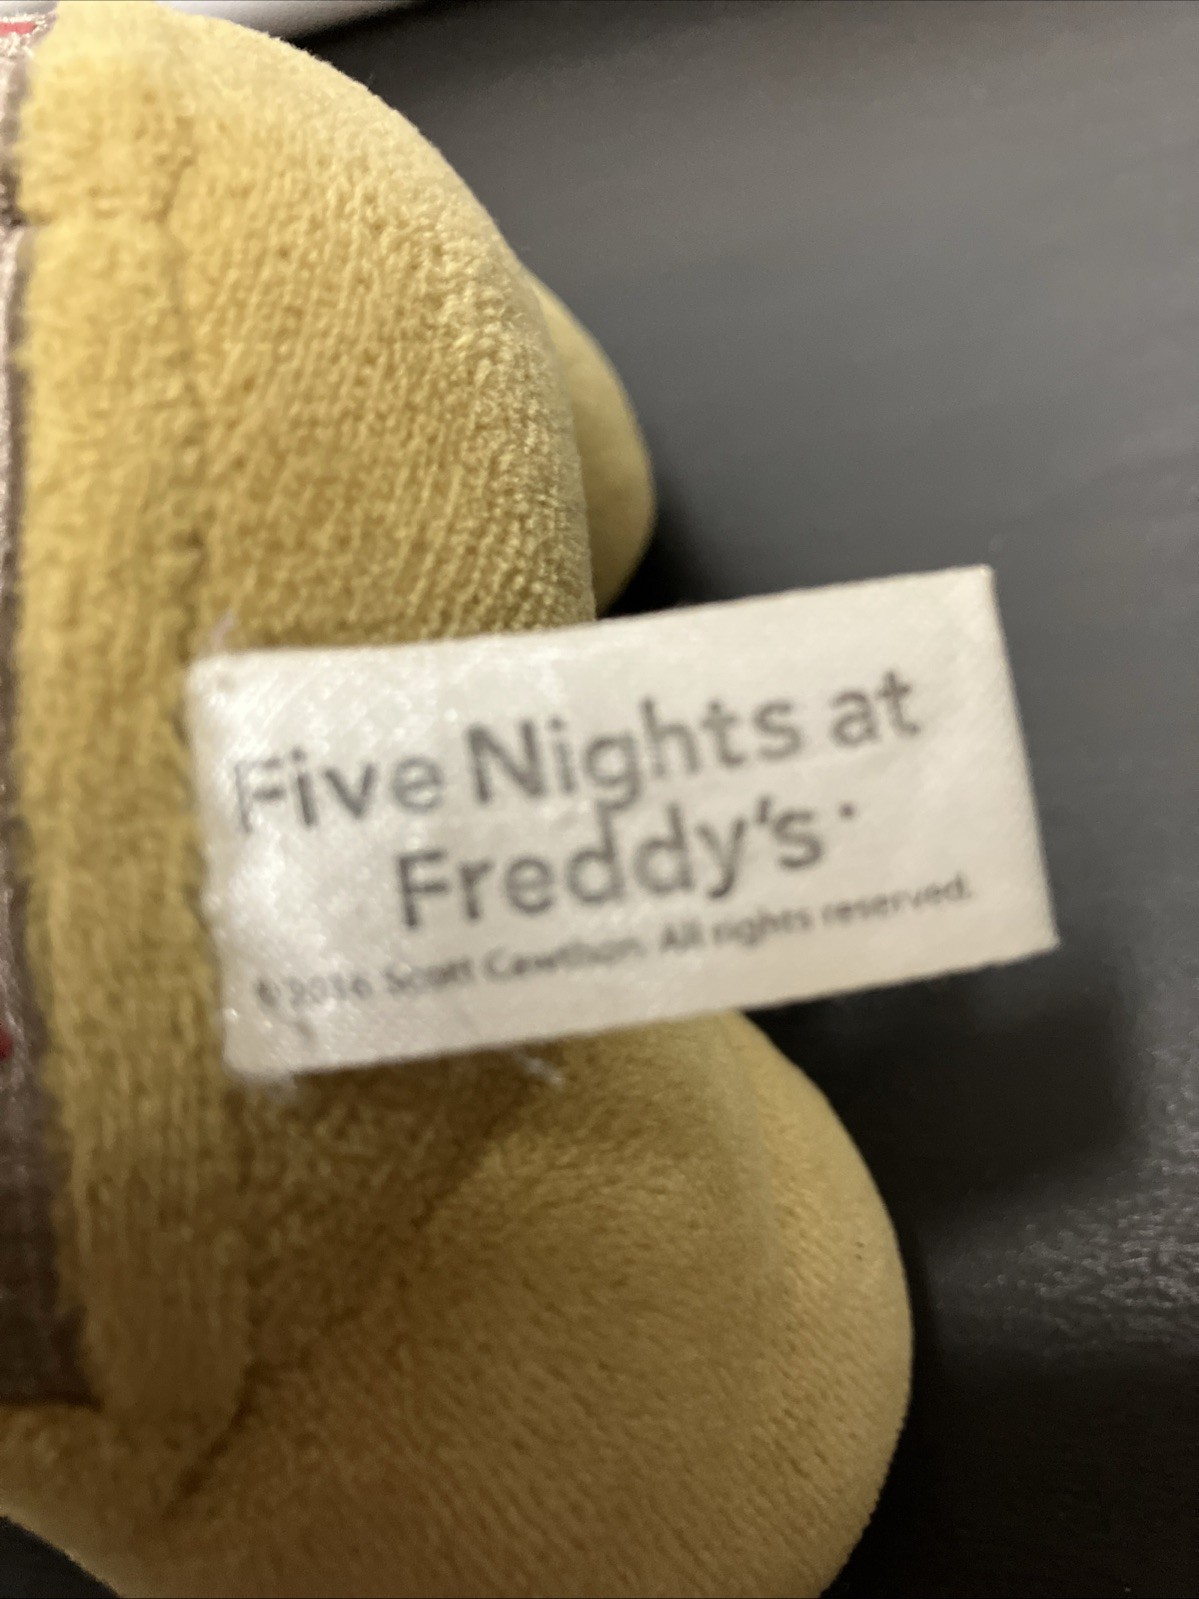 Five Nights at
Freddy's·
© 2016 Scott Cawthon. All rights reserved.